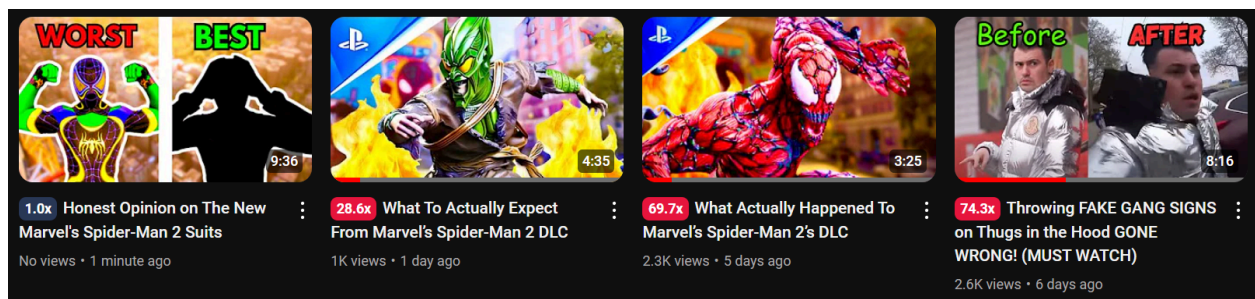 WORST BEST
9:36
1.0x Honest Opinion on The New
Marvel's Spider-Man 2 Suits
No views • 1 minute ago
4:35
28.6x What To Actually Expect
From Marvel’s Spider-Man 2 DLC
1K views • 1 day ago
3:25
69.7x What Actually Happened To
Marvel’s Spider-Man 2’s DLC
2.3K views • 5 days ago
Before AFTER
8:16
74.3x Throwing FAKE GANG SIGNS
on Thugs in the Hood GONE
WRONG! (MUST WATCH)
2.6K views • 6 days ago